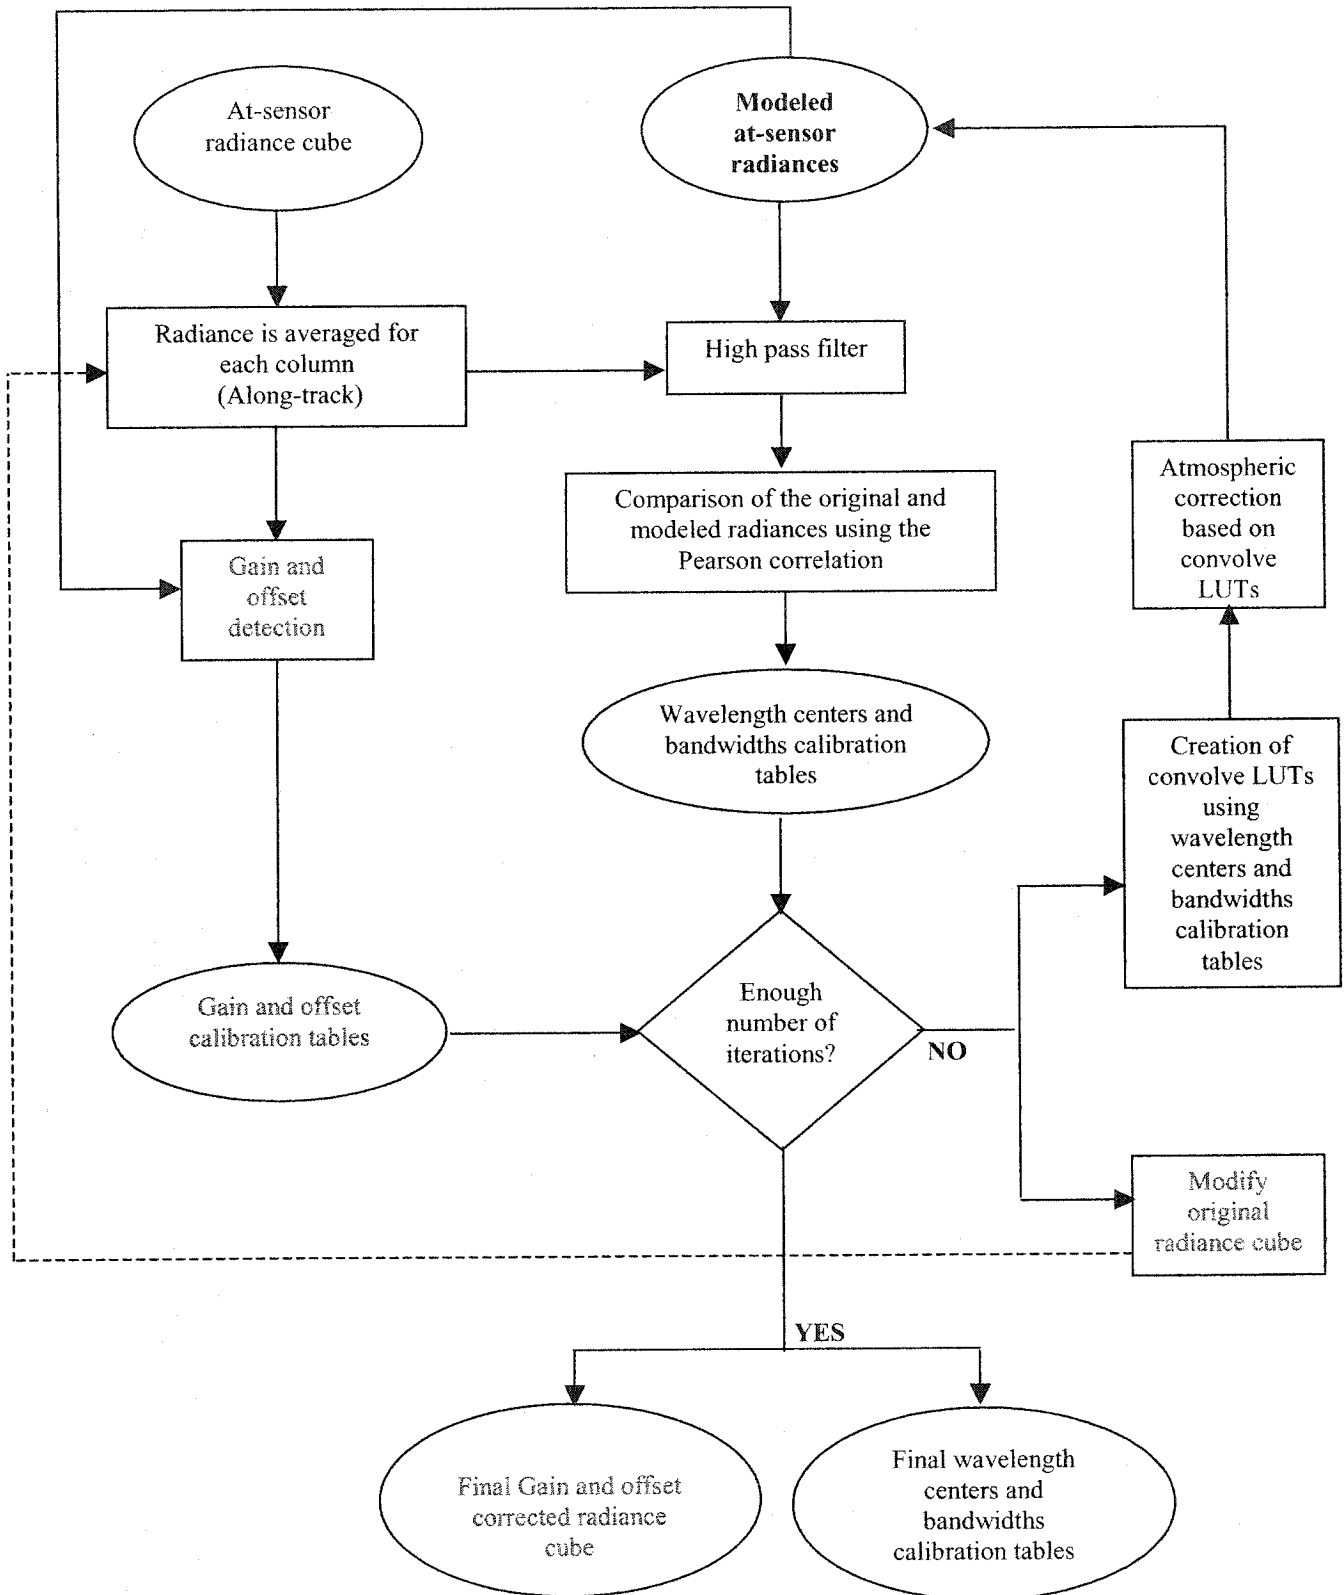 At-sensor
radiance cube
Modeled
at-sensor
radiances
Radiance is averaged for
each column
(Along-track)
High pass filter
Gain and
offset
detection
Comparison of the original and
modeled radiances using the
Pearson correlation
Atmospheric
correction
based on
convolve
LUTs
Wavelength centers and
bandwidths calibration
tables
Creation of
convolve LUTs
using
wavelength
centers and
bandwidths
calibration
tables
Gain and offset
calibration tables
Enough
number of
iterations?
NO
Modify
original
radiance cube
YES
Final Gain and offset
corrected radiance
cube
Final wavelength
centers and
bandwidths
calibration tables